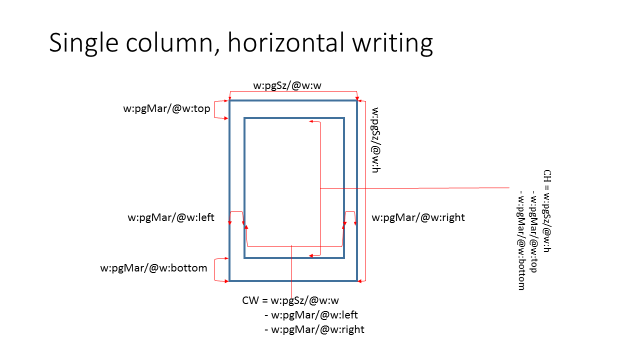 Single column, horizontal writing
w:pgSz/@w:w
w:pgMar/@w:top
w:pgSz/@w:h
w:pgMar/@w:left
w:pgMar/@w:right
CH = w:pgSz/@w:h
- w:pgMar/@w:top
- w:pgMar/@w:bottom
w:pgMar/@w:bottom
CW = w:pgSz/@w:w
- w:pgMar/@w:left
- w:pgMar/@w:right